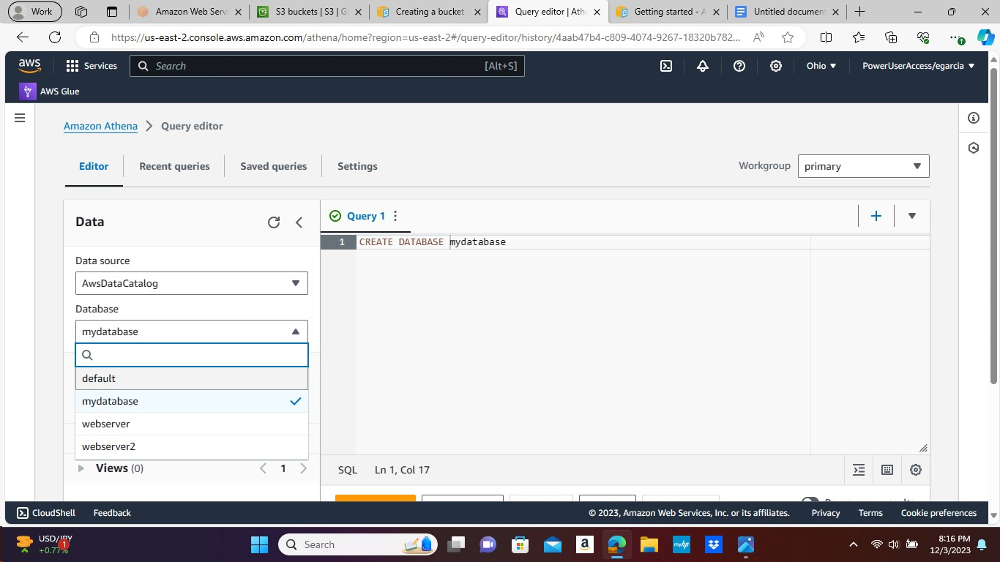 Work
Amazon Web Servi
S3 buckets | S3 | Gl
Creating a bucket
Query editor | Athe
Getting started - A
Untitled document
https://us-east-2.console.aws.amazon.com/athena/home?region=us-east-2#/query-editor/history/4aab47b4-c809-4074-9267-18320b782...
aws
Services
Search
[Alt+S]
Ohio
PowerUserAccess/egarcia
AWS Glue
Amazon Athena
Query editor
Editor
Recent queries
Saved queries
Settings
Workgroup
primary
Data
Query 1
1 CREATE DATABASE mydatabase
Data source
AwsDataCatalog
Database
mydatabase
default
mydatabase
webserver
webserver2
Views (0)
1
SQL
Ln 1, Col 17
CloudShell
Feedback
© 2023, Amazon Web Services, Inc. or its affiliates.
Privacy
Terms
Cookie preferences
USD/JPY
+0.77%
1
Search
a
myhp
8:16 PM
12/3/2023